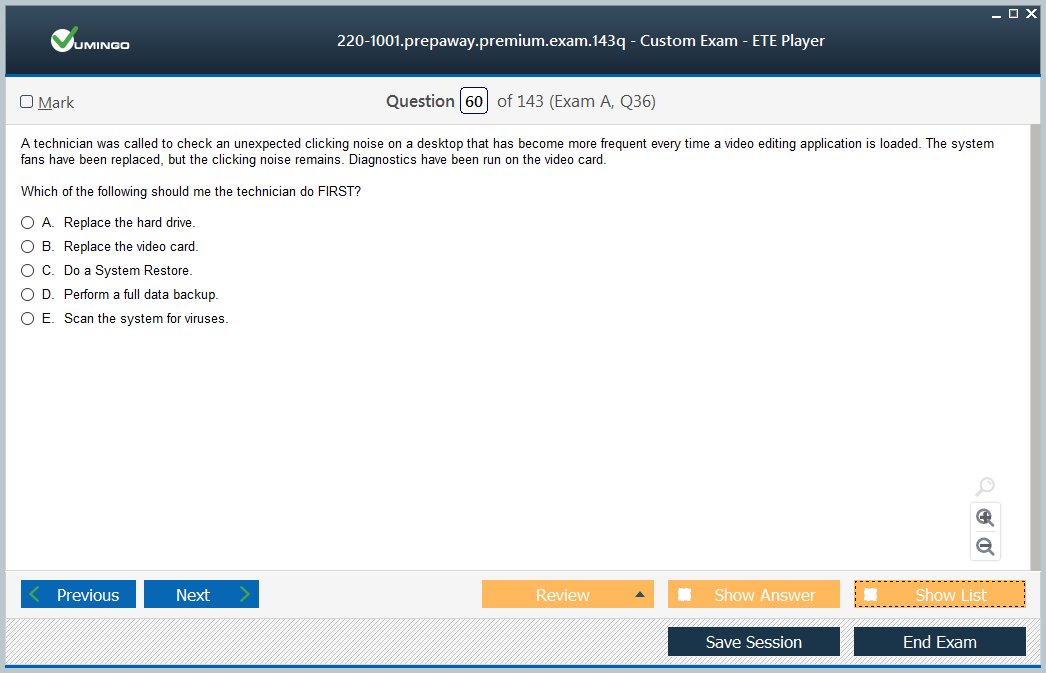 VUMINGO
220-1001.prepaway.premium.exam.143q - Custom Exam - ETE Player
Mark
Question 60 of 143 (Exam A, Q36)
A technician was called to check an unexpected clicking noise on a desktop that has become more frequent every time a video editing application is loaded. The system
fans have been replaced, but the clicking noise remains. Diagnostics have been run on the video card.
Which of the following should me the technician do FIRST?
A. Replace the hard drive.
B. Replace the video card.
C. Do a System Restore.
D. Perform a full data backup.
E. Scan the system for viruses.
Previous Next Review Show Answer Show List
Save Session End Exam